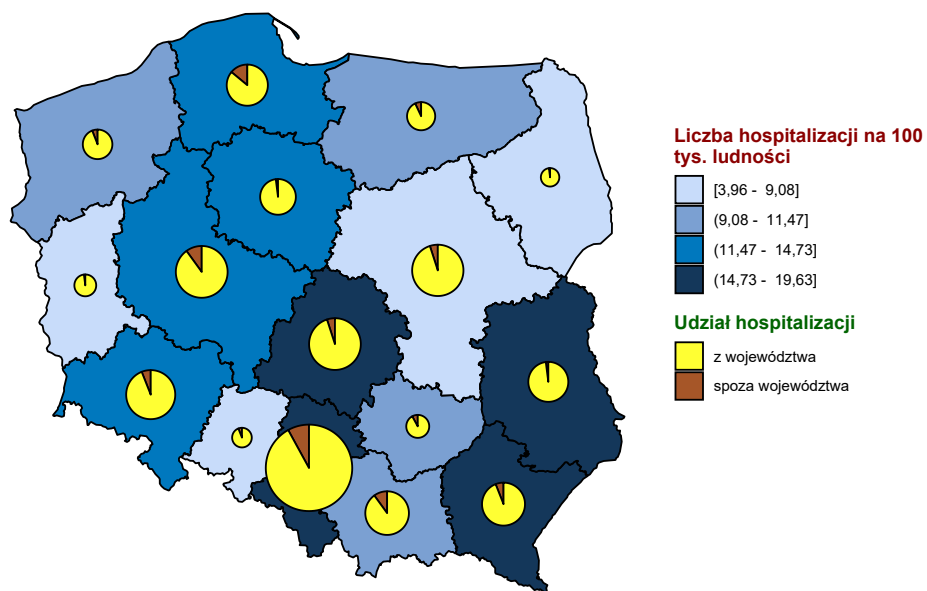 Liczba hospitalizacji na 100
tys. ludności
[3,96 - 9,08]
(9,08 - 11,47]
(11,47 - 14,73]
(14,73 - 19,63]
Udział hospitalizacji
z województwa
spoza województwa